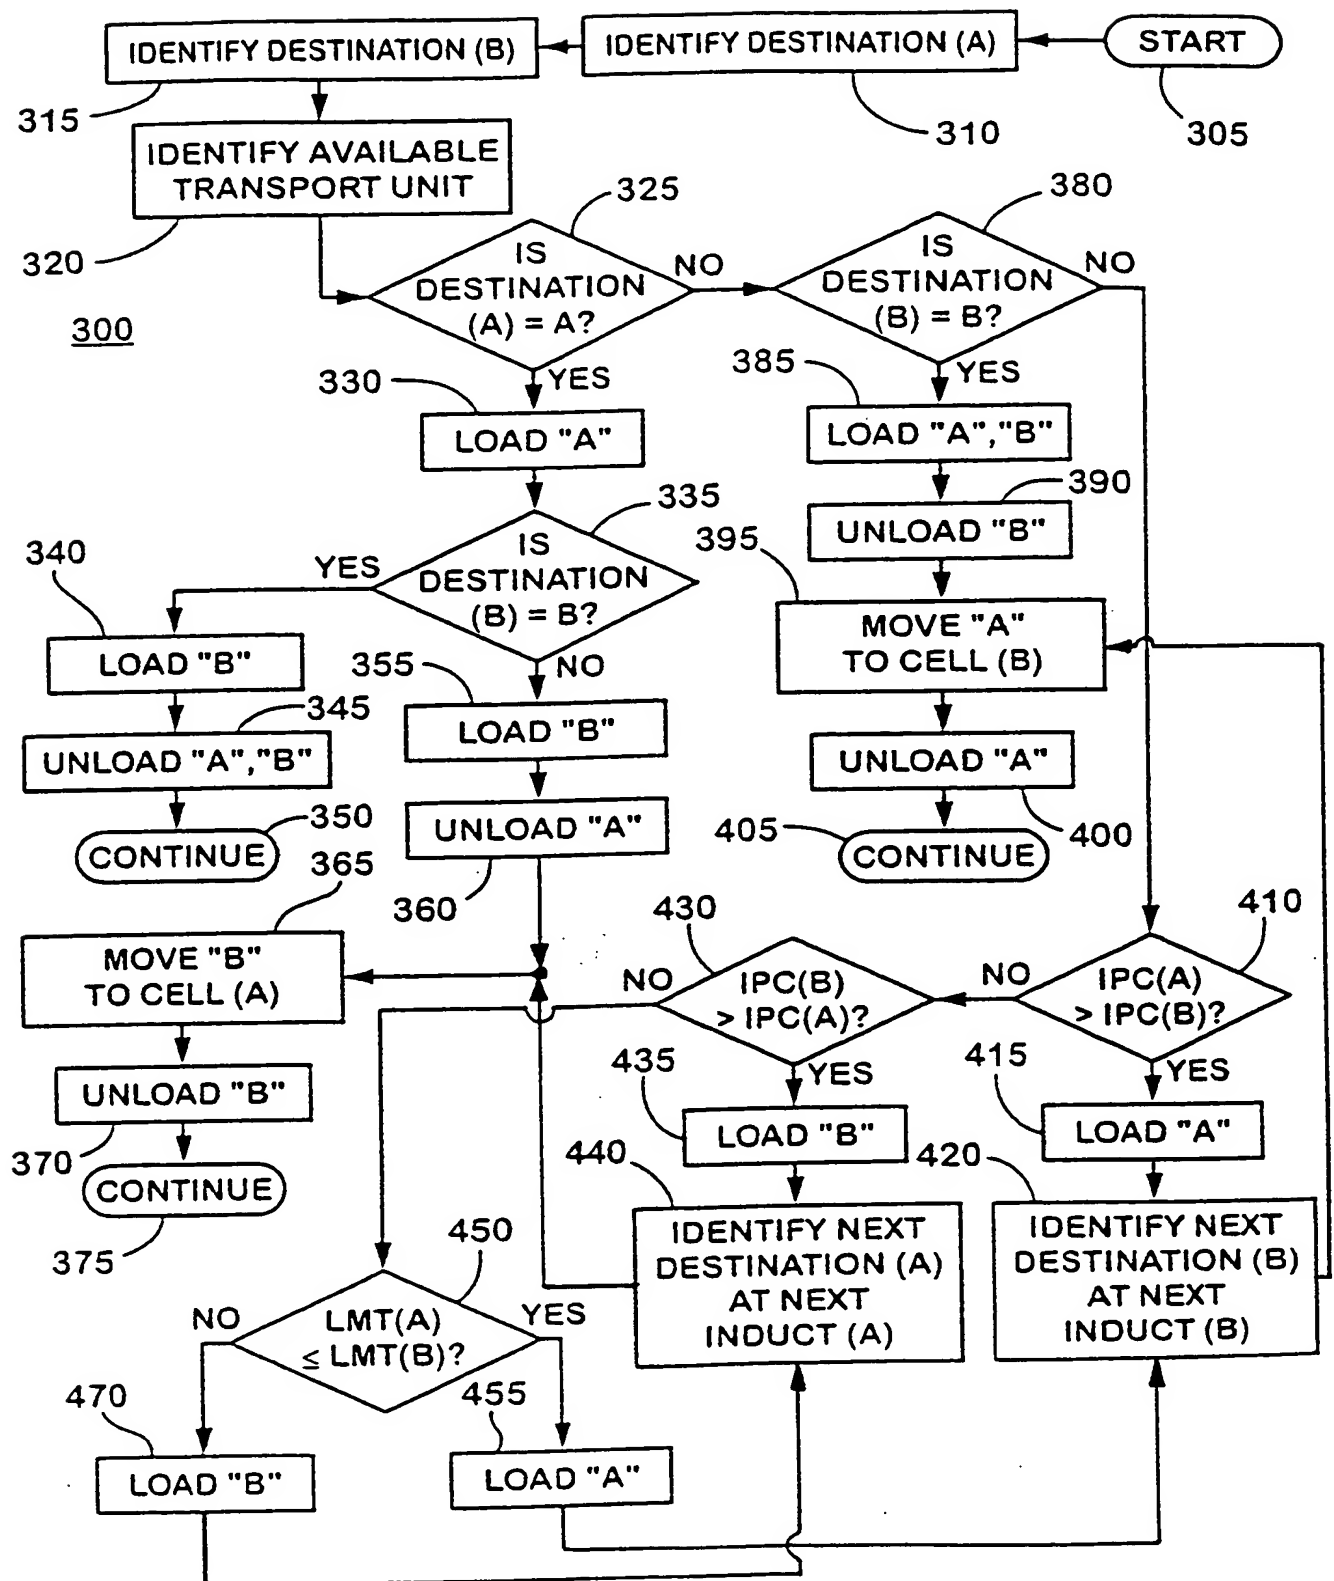 IDENTIFY DESTINATION (B)
IDENTIFY DESTINATION (A)
START
315
310
305
IDENTIFY AVAILABLE
TRANSPORT UNIT
320
300
325
IS
DESTINATION
(A) = A?
NO
380
IS
DESTINATION
(B) = B?
NO
YES
330
LOAD "A"
YES
385
LOAD "A","B"
390
UNLOAD "B"
395
MOVE "A"
TO CELL (B)
UNLOAD "A"
400
405
CONTINUE
335
IS
DESTINATION
(B) = B?
YES
340
LOAD "B"
345
UNLOAD "A","B"
350
CONTINUE
NO
355
LOAD "B"
UNLOAD "A"
360
365
MOVE "B"
TO CELL (A)
UNLOAD "B"
370
CONTINUE
375
410
IPC(A)
> IPC(B)?
NO
YES
415
LOAD "A"
420
IDENTIFY NEXT
DESTINATION (B)
AT NEXT
INDUCT (B)
430
IPC(B)
> IPC(A)?
NO
YES
435
LOAD "B"
440
IDENTIFY NEXT
DESTINATION (A)
AT NEXT
INDUCT (A)
450
LMT(A)
≤ LMT(B)?
NO
YES
470
LOAD "B"
455
LOAD "A"